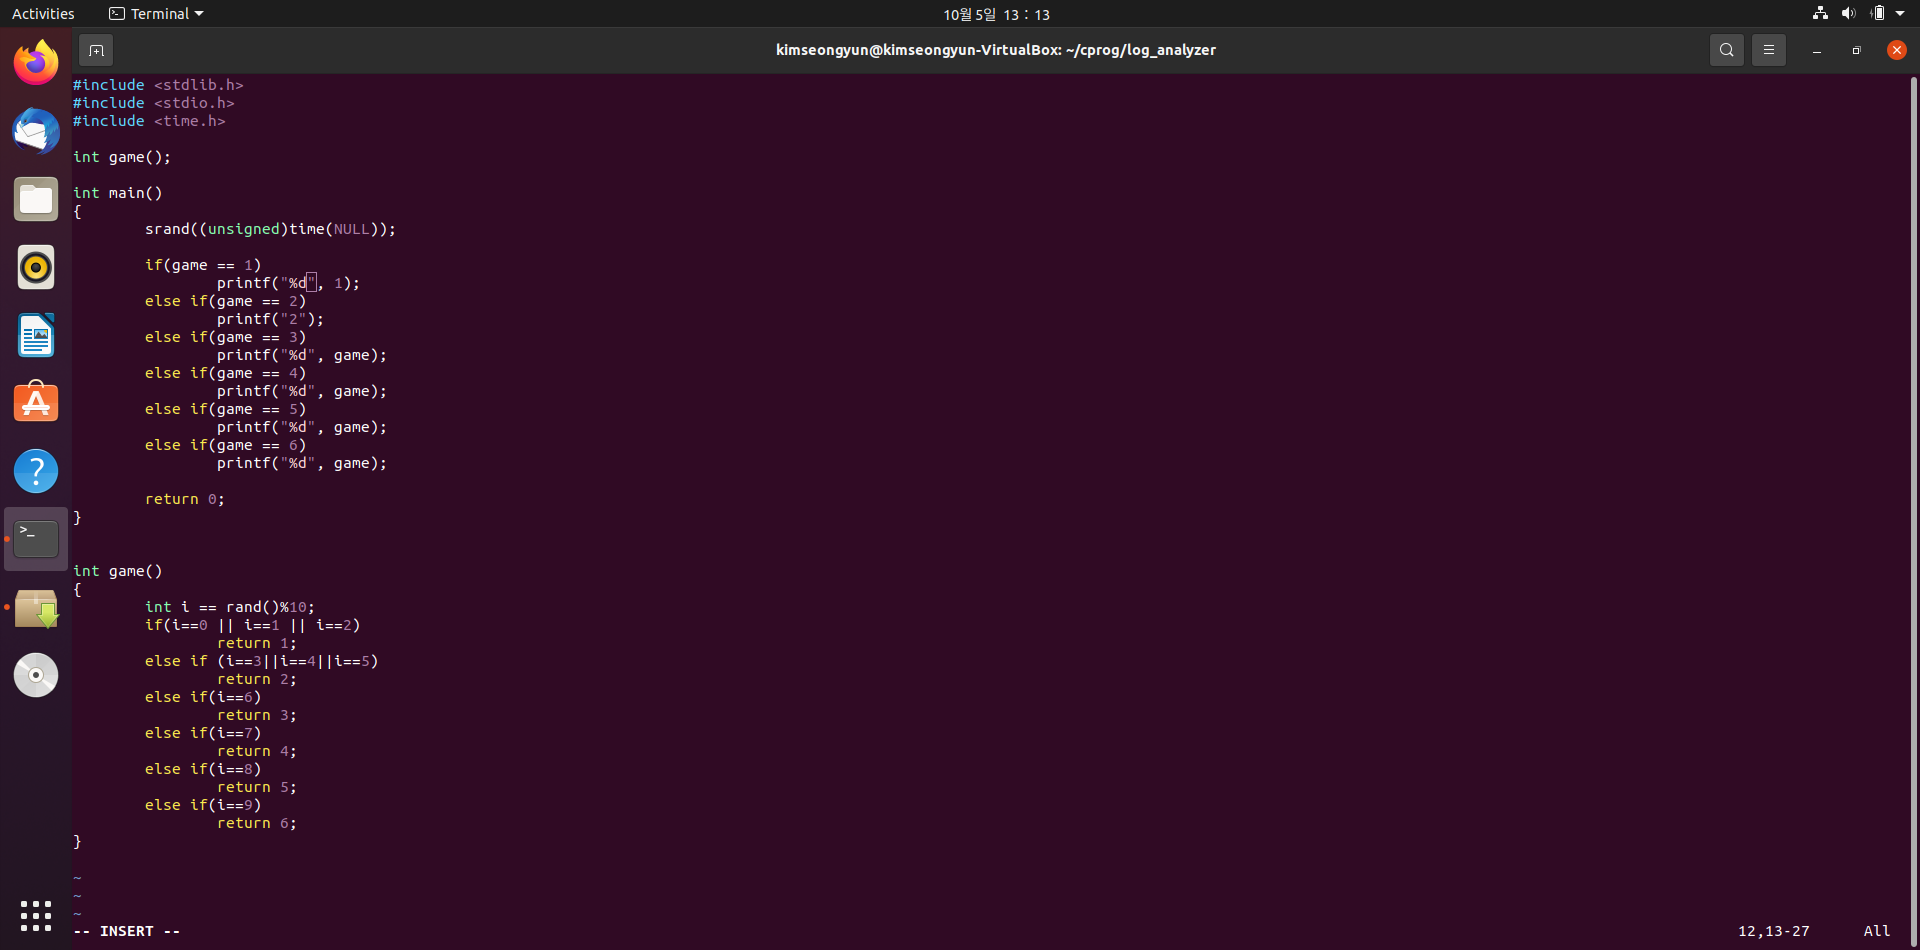 Activities
Terminal
10월 5일 13 : 13
kimseongyun@kimseongyun-VirtualBox: ~/cprog/log_analyzer
#include <stdlib.h>
#include <stdio.h>
#include <time.h>
int game();
int main()
{
srand((unsigned)time(NULL));
if(game == 1)
printf("%d", 1);
else if(game == 2)
printf("2");
else if(game == 3)
printf("%d", game);
else if(game == 4)
printf("%d", game);
else if(game == 5)
printf("%d", game);
else if(game == 6)
printf("%d", game);
return 0;
}
int game()
{
int i == rand()%10;
if(i==0 || i==1 || i==2)
return 1;
else if (i==3||i==4||i==5)
return 2;
else if(i==6)
return 3;
else if(i==7)
return 4;
else if(i==8)
return 5;
else if(i==9)
return 6;
}
~
~
~
-- INSERT --
12,13-27
All